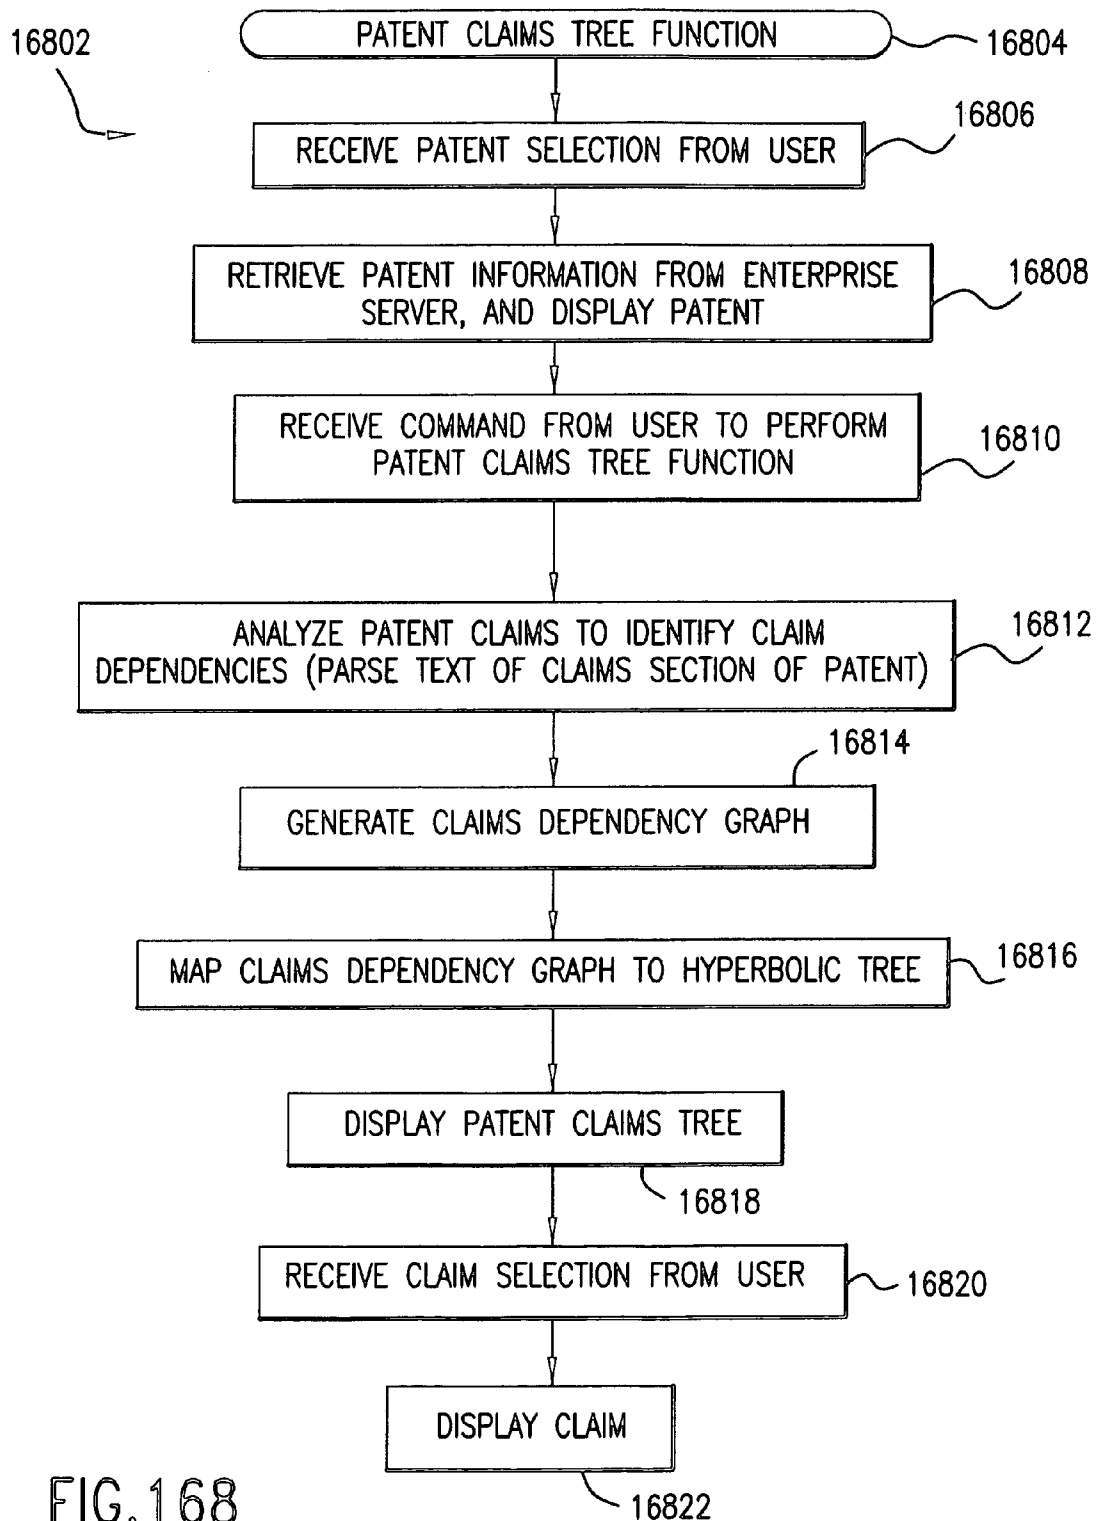 16802
PATENT CLAIMS TREE FUNCTION
16804
16806
RECEIVE PATENT SELECTION FROM USER
RETRIEVE PATENT INFORMATION FROM ENTERPRISE
SERVER, AND DISPLAY PATENT
16808
RECEIVE COMMAND FROM USER TO PERFORM
PATENT CLAIMS TREE FUNCTION
16810
ANALYZE PATENT CLAIMS TO IDENTIFY CLAIM
DEPENDENCIES (PARSE TEXT OF CLAIMS SECTION OF PATENT)
16812
16814
GENERATE CLAIMS DEPENDENCY GRAPH
MAP CLAIMS DEPENDENCY GRAPH TO HYPERBOLIC TREE
16816
DISPLAY PATENT CLAIMS TREE
16818
RECEIVE CLAIM SELECTION FROM USER
16820
DISPLAY CLAIM
16822
FIG.168